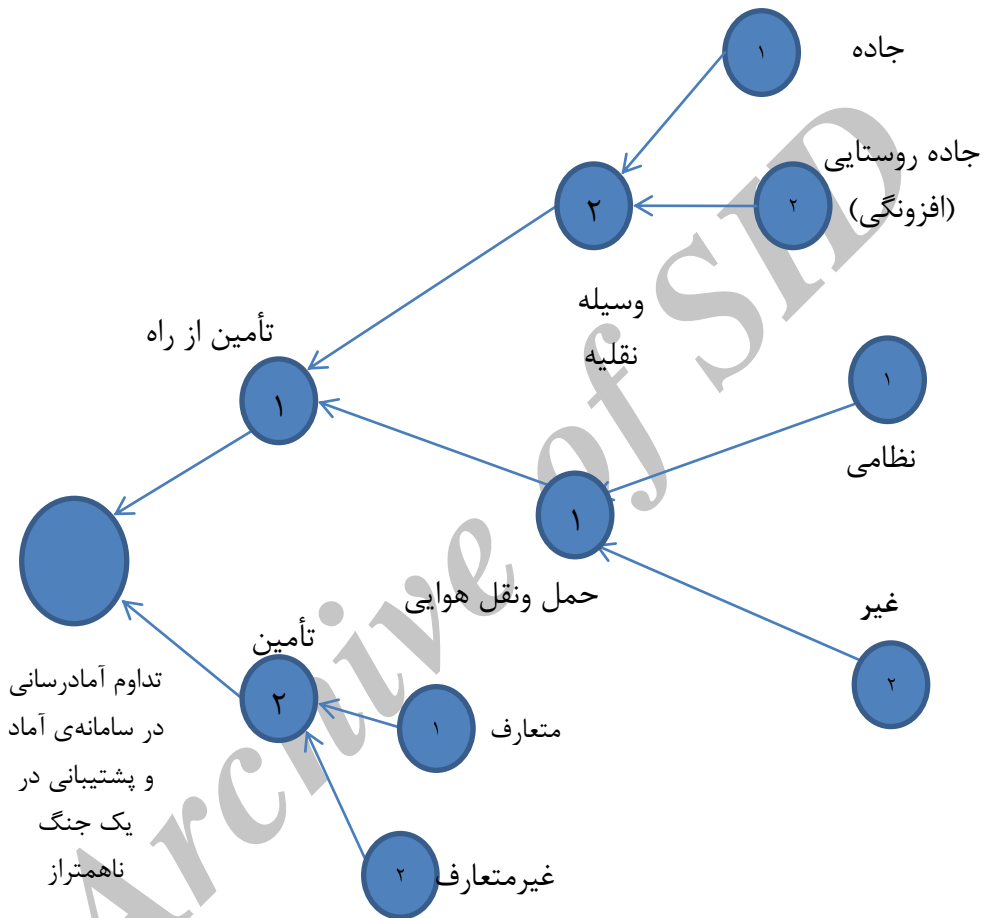 ۱
جاده
جاده روستایی
(افزونگی)
۲
۲
وسیله
نقلیه
تأمین از راه
۱
۱
نظامی
۱
حمل ونقل هوایی
غیر
۲
تأمین
۲
۱
متعارف
۲
غیرمتعارف
تداوم آمادرسانی
در سامانه‌ی آماد
و پشتیبانی در
یک جنگ
ناهمتراز
Archive of SID